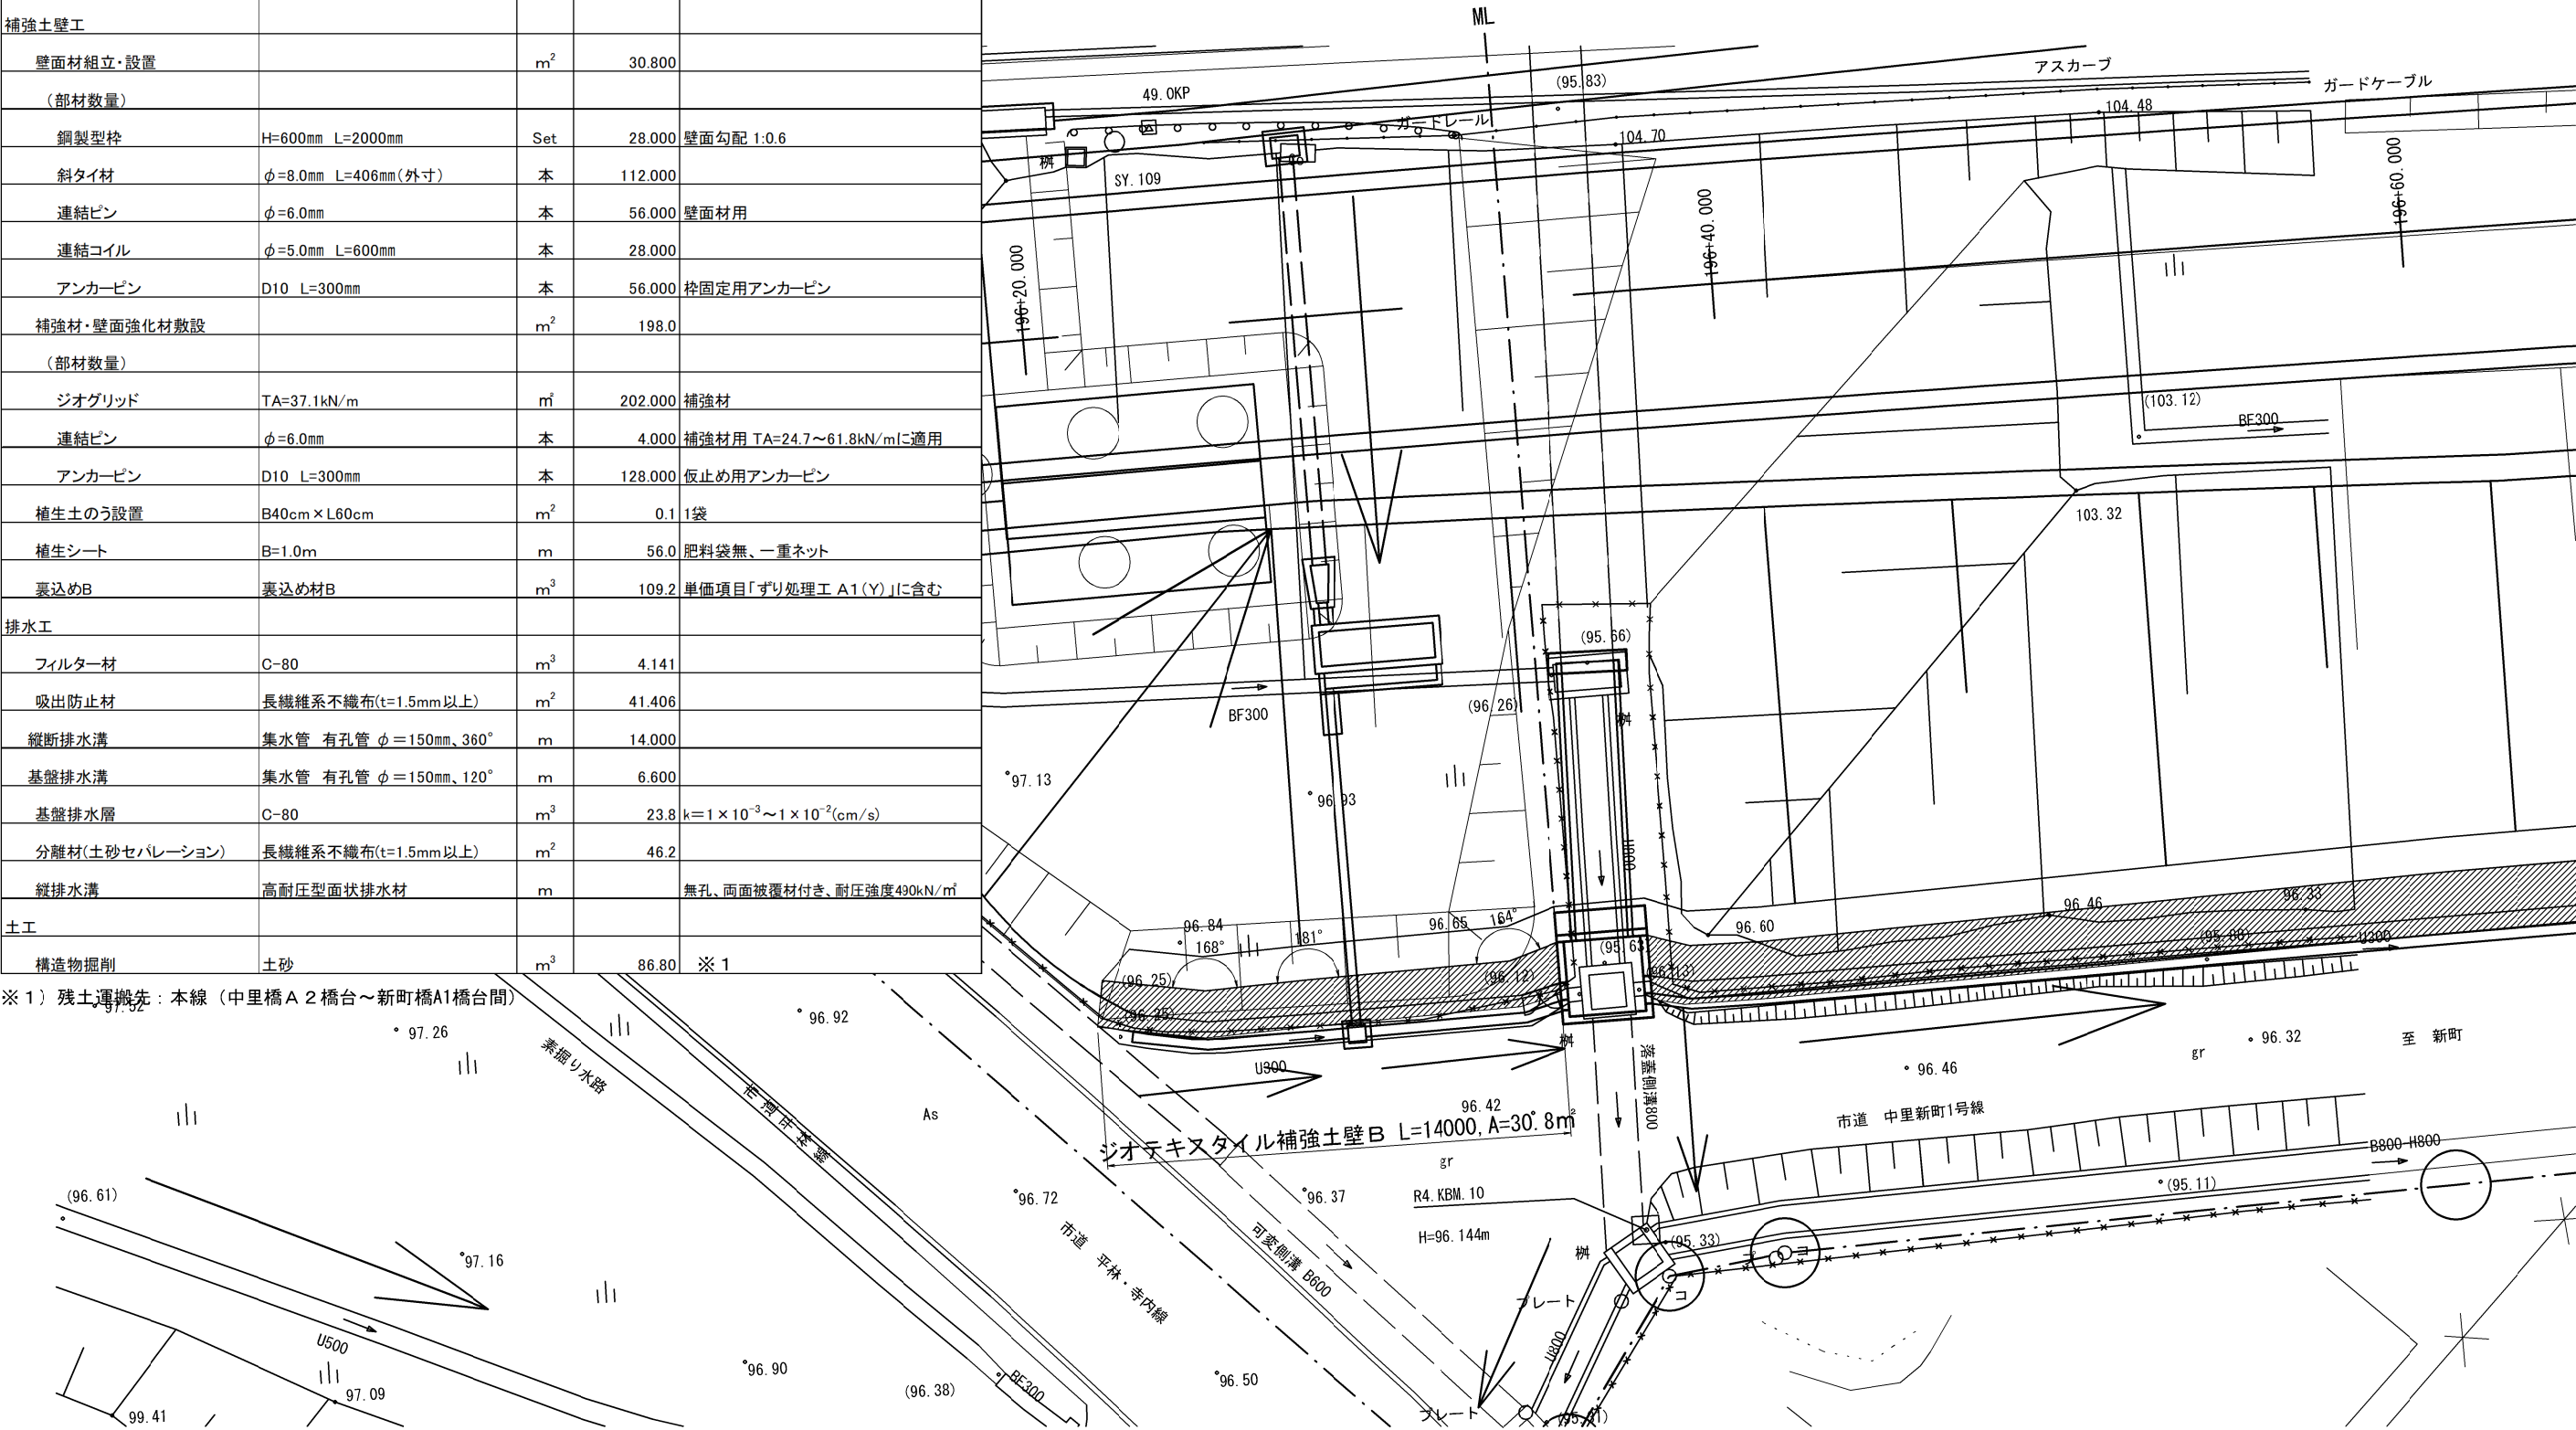 補強土壁工
壁面材組立・設置 m² 30.800
（部材数量）
鋼製型枠 H=600㎜ L=2000㎜ Set 28.000 壁面勾配 1:0.6
斜タイ材 φ=8.0㎜ L=406㎜（外寸） 本 112.000
連結ピン φ=6.0㎜ 本 56.000 壁面材用
連結コイル φ=5.0㎜ L=600㎜ 本 28.000
アンカーピン D10 L=300㎜ 本 56.000 枠固定用アンカーピン
補強材・壁面強化材敷設 m² 198.0
（部材数量）
ジオグリッド TA=37.1kN/m ㎡ 202.000 補強材
連結ピン φ=6.0㎜ 本 4.000 補強材用 TA=24.7～61.8kN/mに適用
アンカーピン D10 L=300㎜ 本 128.000 仮止め用アンカーピン
植生土のう設置 B40cm×L60cm m² 0.1 1袋
植生シート B=1.0m m 56.0 肥料袋無、一重ネット
裏込めB 裏込め材B m³ 109.2 単価項目「ずり処理工 A1（Y）」に含む
排水工
フィルター材 C-80 m³ 4.141
吸出防止材 長繊維系不織布(t=1.5mm以上) m² 41.406
縦断排水溝 集水管 有孔管 φ＝150㎜、360° m 14.000
基盤排水溝 集水管 有孔管 φ＝150㎜、120° m 6.600
基盤排水層 C-80 m³ 23.8 k＝1×10⁻³～1×10⁻²(cm/s)
分離材(土砂セパレーション) 長繊維系不織布(t=1.5mm以上) m² 46.2
縦排水溝 高耐圧型面状排水材 m 無孔、両面被覆材付き、耐圧強度490kN/㎡
土工
構造物掘削 土砂 m³ 86.80 ※１
※１）残土運搬先：本線（中里橋Ａ２橋台～新町橋A1橋台間）
ML
49.0KP
(95.83)
アスカーブ
ガードケーブル
ガードレール
104.48
104.70
桝
Co
SY.109
196+20.000
196+40.000
196+60.000
(103.12)
BF300
103.32
(95.66)
(96.26)
桝
BF300
97.13
96.93
U800
96.84
168°
181°
96.65
164°
(95.63)
96.60
96.46
96.33
(95.88)
U300
(96.25)
(96.12)
(96.13)
(96.25)
97.52
97.26
96.92
素掘り水路
市道平林線
As
U300
桝
落蓋側溝800
96.42
96.46
gr
96.32
至 新町
市道 中里新町1号線
ジオテキスタイル補強土壁Ｂ L=14000,A=30.8㎡
gr
B800-H800
(96.61)
96.72
96.37
R4.KBM.10
H=96.144m
(95.11)
(95.33)
桝
コ
ヨ
97.16
市道 平林・寺内線
可変側溝 B600
プレート
U500
U800
97.09
99.41
96.90
(96.38)
BF300
96.50
プレート
(95.31)